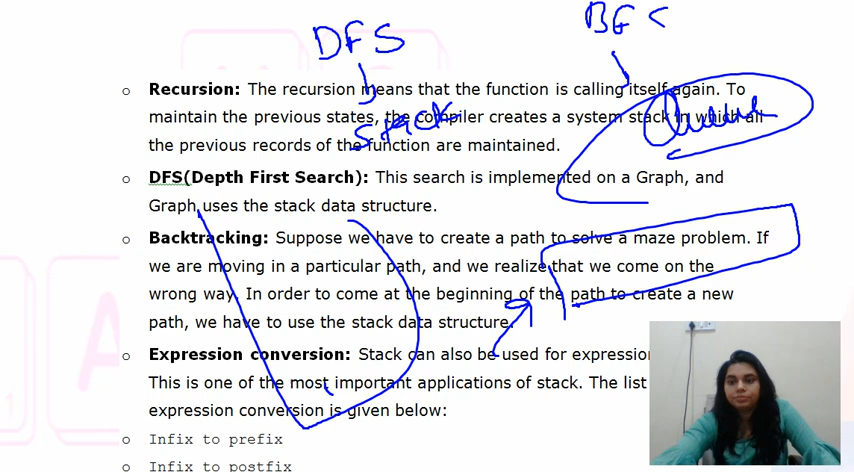 DFS
BF
Stack
Queue
Recursion: The recursion means that the function is calling itself again. To
maintain the previous states, the compiler creates a system stack in which all
the previous records of the function are maintained.
DFS(Depth First Search): This search is implemented on a Graph, and
Graph uses the stack data structure.
Backtracking: Suppose we have to create a path to solve a maze problem. If
we are moving in a particular path, and we realize that we come on the
wrong way. In order to come at the beginning of the path to create a new
path, we have to use the stack data structure.
Expression conversion: Stack can also be used for expression
This is one of the most important applications of stack. The list
expression conversion is given below:
Infix to prefix
Infix to postfix